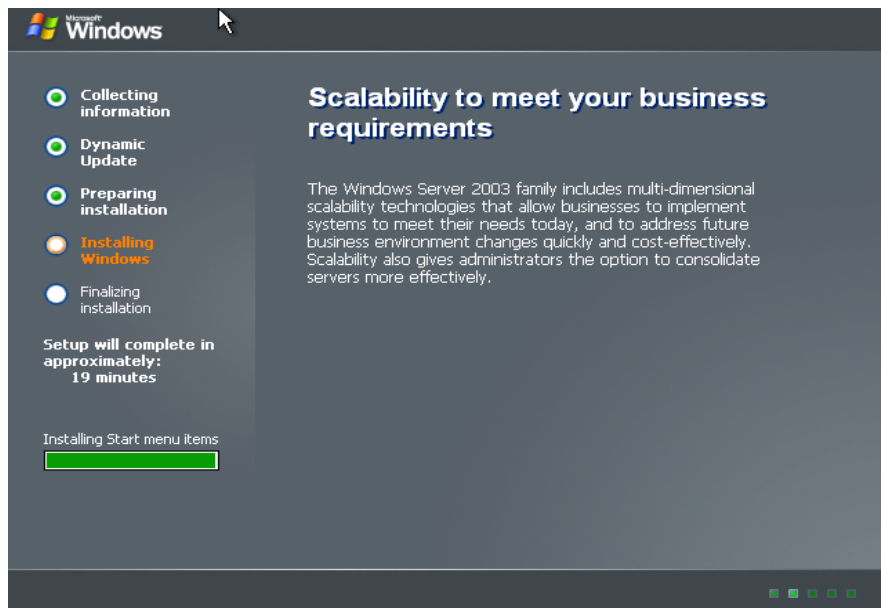 Microsoft
Windows
Collecting
information
Dynamic
Update
Preparing
installation
Installing
Windows
Finalizing
installation
Setup will complete in
approximately:
19 minutes
Installing Start menu items
Scalability to meet your business
requirements
The Windows Server 2003 family includes multi-dimensional
scalability technologies that allow businesses to implement
systems to meet their needs today, and to address future
business environment changes quickly and cost-effectively.
Scalability also gives administrators the option to consolidate
servers more effectively.